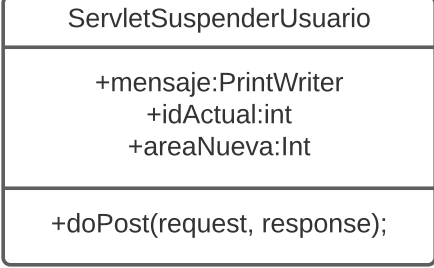 ServletSuspenderUsuario
+mensaje:PrintWriter
+idActual:int
+areaNueva:Int
+doPost(request, response);